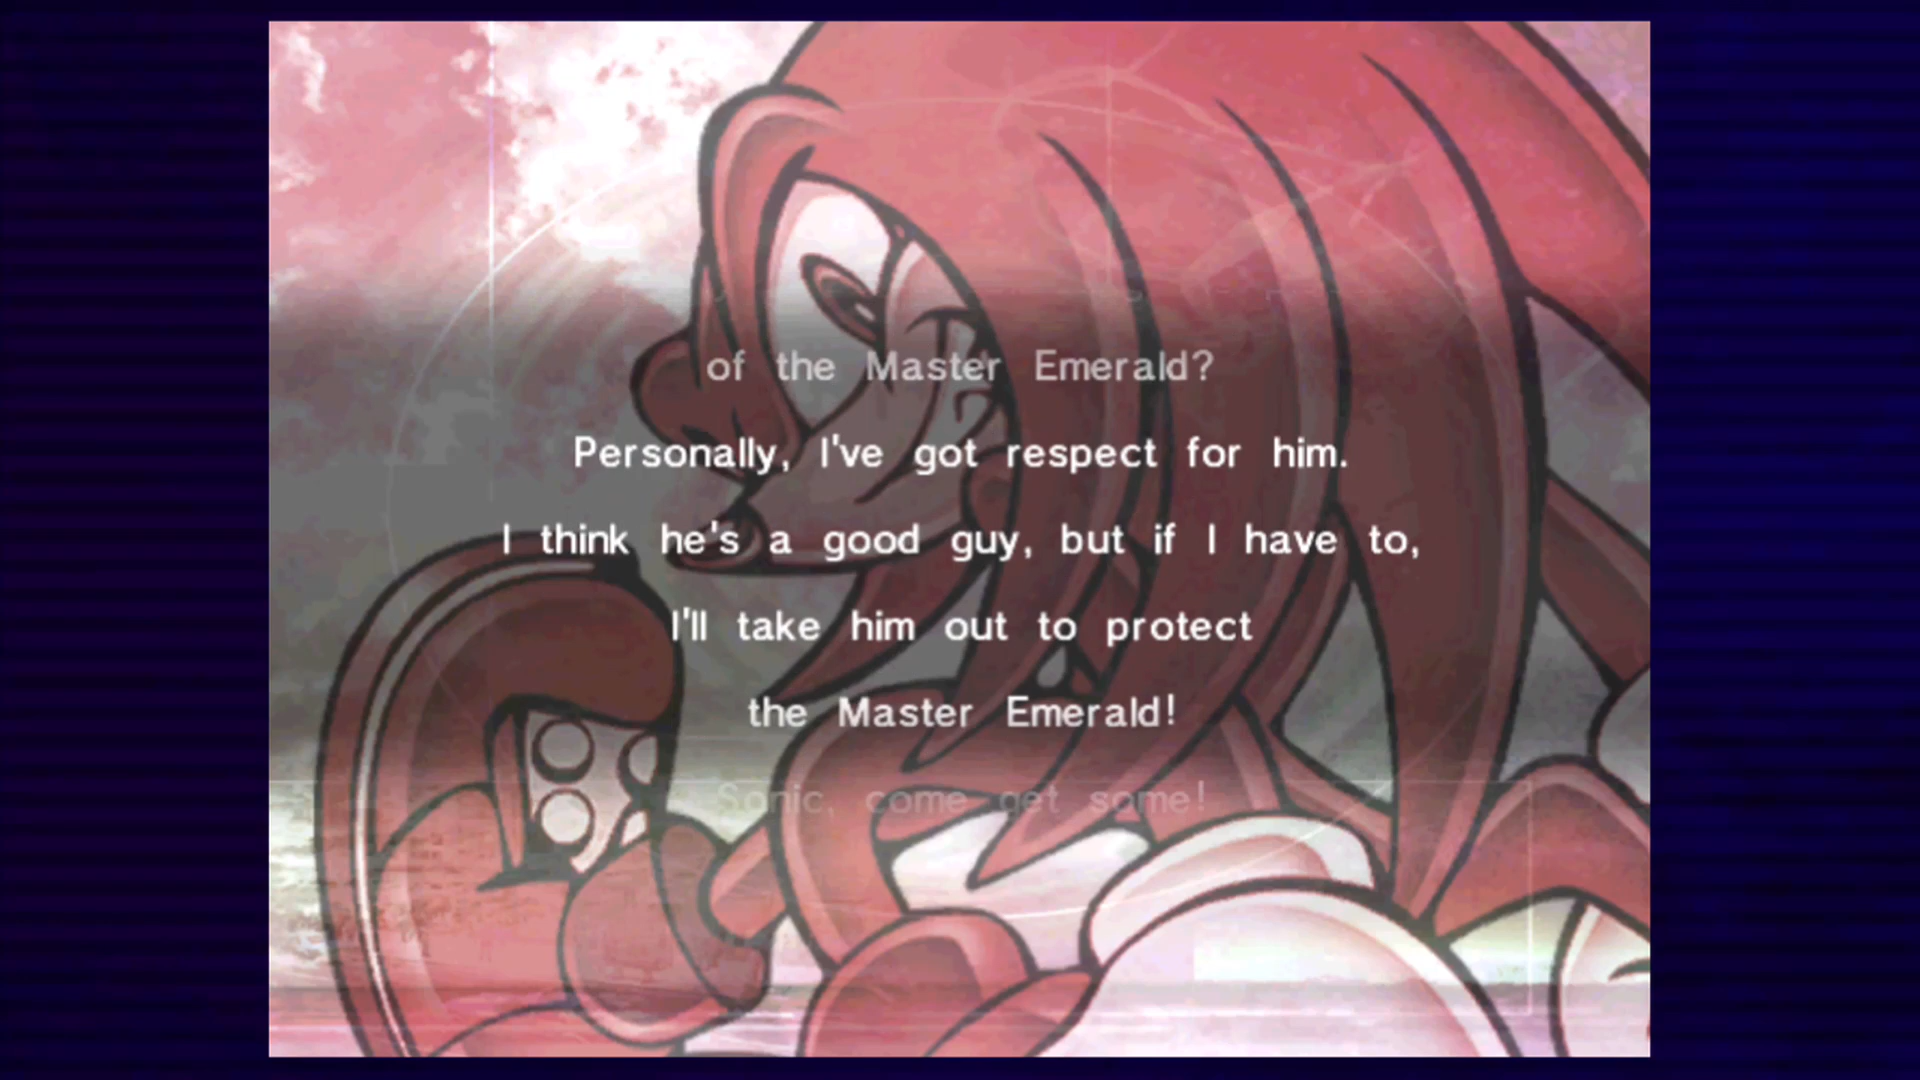 of the Master Emerald?
Personally, I've got respect for him.
I think he's a good guy, but if I have to,
I'll take him out to protect
the Master Emerald!
Sonic, come get some!